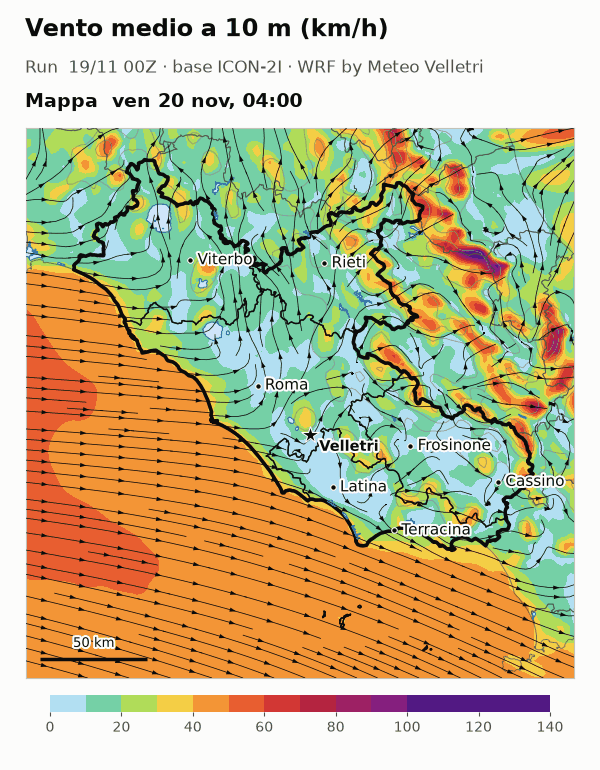 Vento medio a 10 m (km/h)
Run 19/11 00Z · base ICON-2I · WRF by Meteo Velletri
Mappa ven 20 nov, 04:00
Viterbo
Rieti
Roma
Velletri
Frosinone
Cassino
Latina
Terracina
50 km
0 20 40 60 80 100 120 140